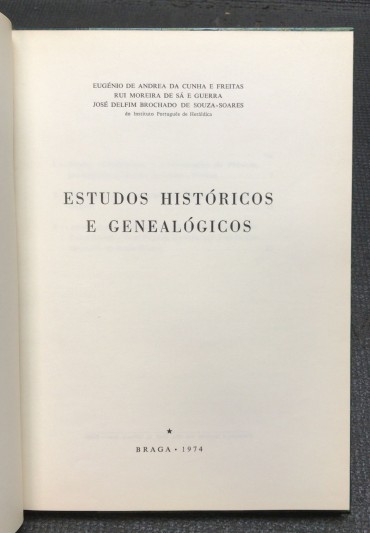 EUGÉNIO DE ANDREA DA CUNHA E FREITAS
RUI MOREIRA DE SÁ E GUERRA
JOSÉ DELFIM BROCHADO DE SOUZA-SOARES
do Instituto Português de Heráldica
ESTUDOS HISTÓRICOS
E GENEALÓGICOS
★
BRAGA • 1974